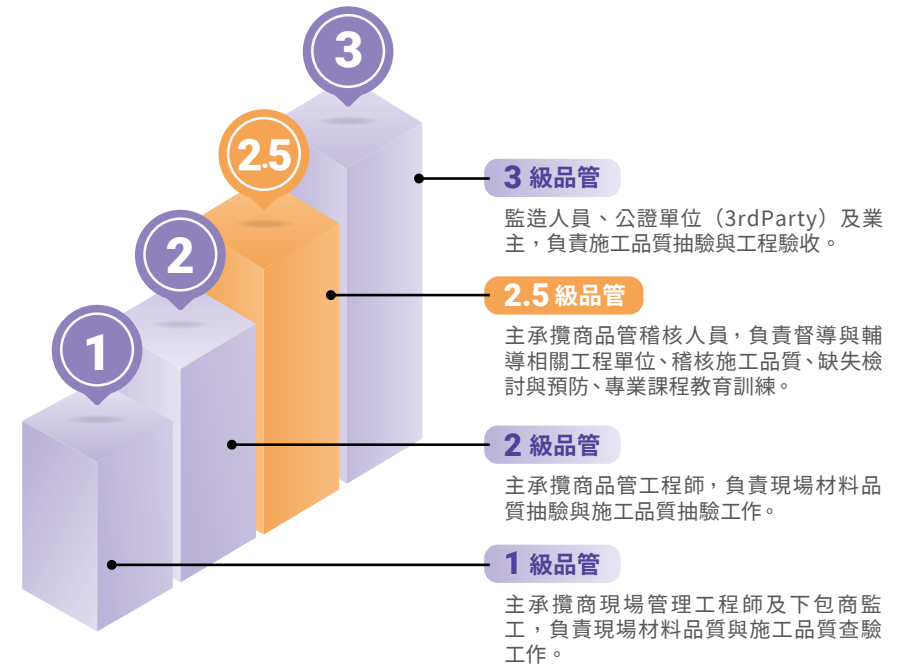 3
2.5
2
1
3 級品管
監造人員、公證單位（3rdParty）及業
主，負責施工品質抽驗與工程驗收。
2.5 級品管
主承攬商品管稽核人員，負責督導與輔
導相關工程單位、稽核施工品質、缺失檢
討與預防、專業課程教育訓練。
2 級品管
主承攬商品管工程師，負責現場材料品
質抽驗與施工品質抽驗工作。
1 級品管
主承攬商現場管理工程師及下包商監
工，負責現場材料品質與施工品質查驗
工作。